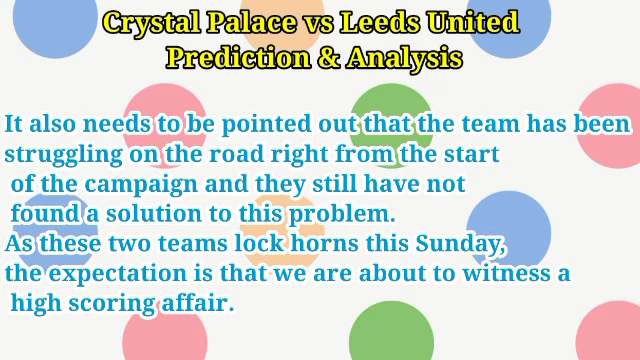 Crystal Palace vs Leeds United
Prediction & Analysis
It also needs to be pointed out that the team has been
struggling on the road right from the start
of the campaign and they still have not
found a solution to this problem.
As these two teams lock horns this Sunday,
the expectation is that we are about to witness a
high scoring affair.